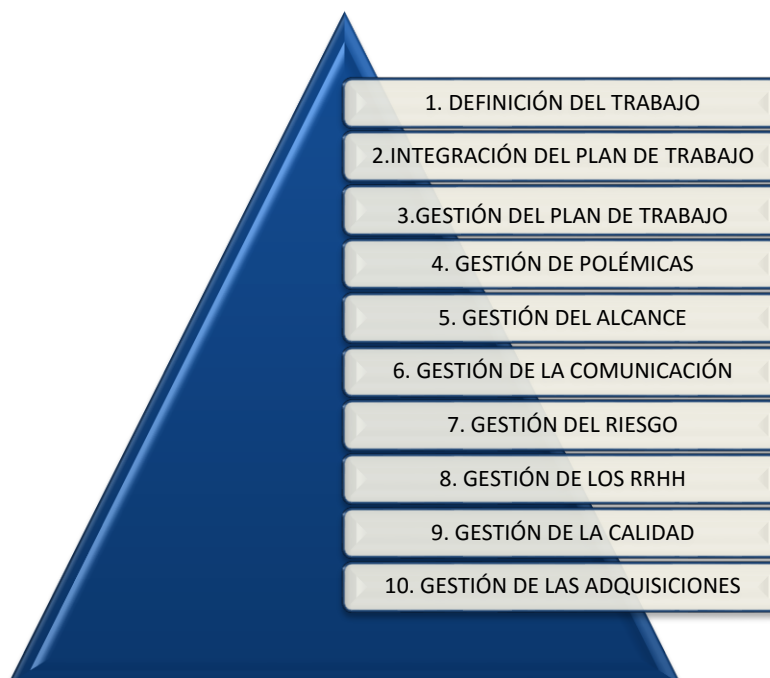 1. DEFINICIÓN DEL TRABAJO
2.INTEGRACIÓN DEL PLAN DE TRABAJO
3.GESTIÓN DEL PLAN DE TRABAJO
4. GESTIÓN DE POLÉMICAS
5. GESTIÓN DEL ALCANCE
6. GESTIÓN DE LA COMUNICACIÓN
7. GESTIÓN DEL RIESGO
8. GESTIÓN DE LOS RRHH
9. GESTIÓN DE LA CALIDAD
10. GESTIÓN DE LAS ADQUISICIONES